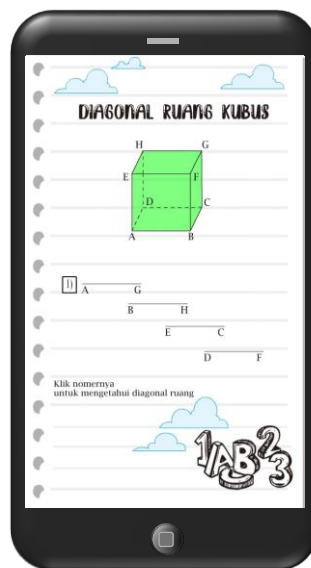 DIAGONAL RUANG KUBUS
H G
E F
D C
A B
1) A G
B H
E C
D F
Klik nomernya
untuk mengetahui diagonal ruang
1 AB 2 3